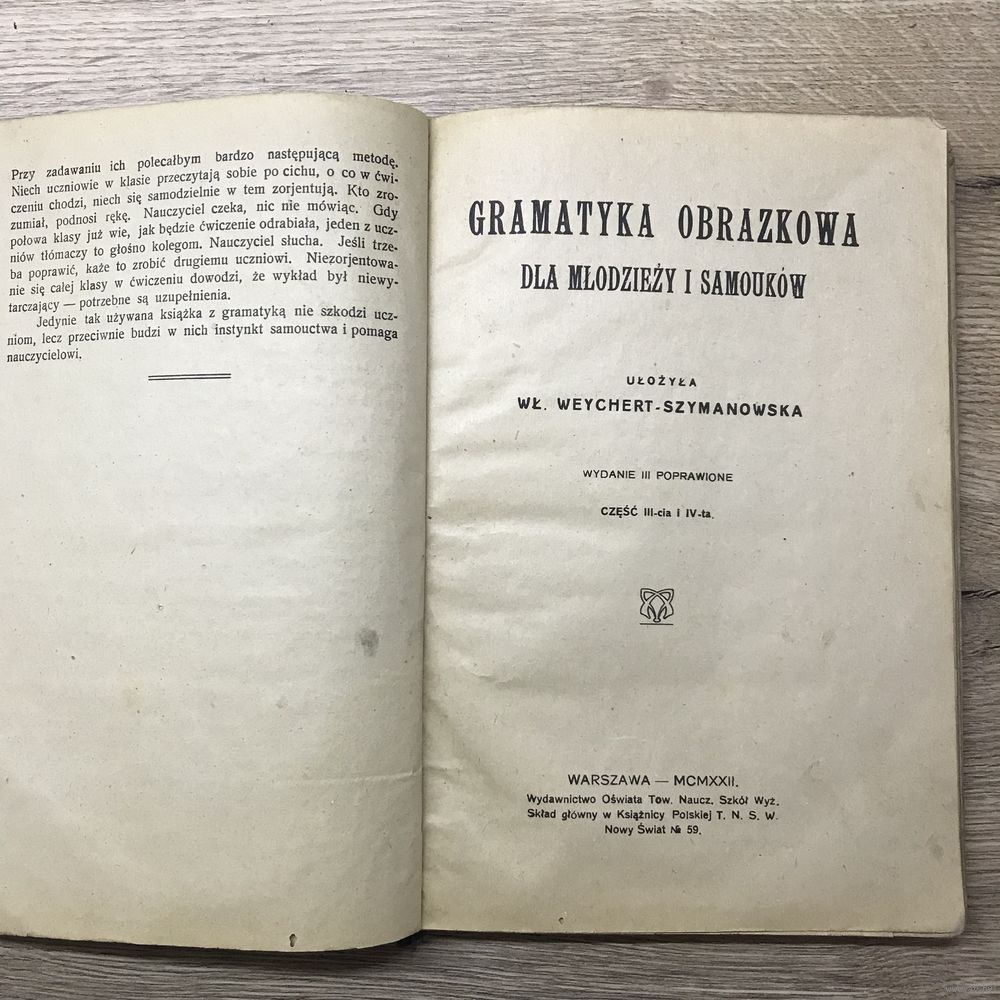 Przy zadawaniu ich polecałbym bardzo następującą metodę.
Niech uczniowie w klasie przeczytają sobie po cichu, o co w ćwi-
czeniu chodzi, niech się samodzielnie w tem zorjentują. Kto zro-
zumiał, podnosi rękę. Nauczyciel czeka, nic nie mówiąc. Gdy
połowa klasy już wie, jak będzie ćwiczenie odrabiała, jeden z ucz-
niów tłómaczy to głośno kolegom. Nauczyciel słucha. Jeśli trze-
ba poprawić, każe to zrobić drugiemu uczniowi. Niezorjentowa-
nie się całej klasy w ćwiczeniu dowodzi, że wykład był niewy-
tarczający — potrzebne są uzupełnienia.
Jedynie tak używana książka z gramatyką nie szkodzi ucz-
niom, lecz przeciwnie budzi w nich instynkt samouctwa i pomaga
nauczycielowi.
GRAMATYKA OBRAZKOWA
DLA MŁODZIEŻY I SAMOUKÓW
UŁOŻYŁA
WŁ. WEYCHERT-SZYMANOWSKA
WYDANIE III POPRAWIONE
CZĘŚĆ III-cia i IV-ta.
WARSZAWA — MCMXXII.
Wydawnictwo Oświata Tow. Naucz. Szkół Wyż.
Skład główny w Książnicy Polskiej T. N. S. W.
Nowy Świat № 59.